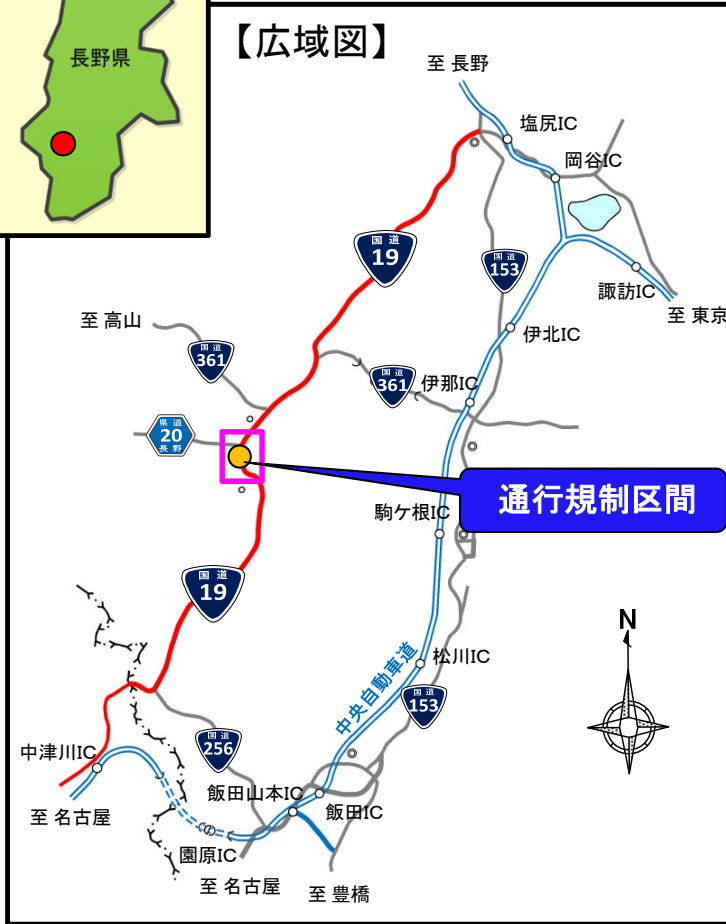 長野県
【広域図】
至 長野
塩尻IC
岡谷IC
国道
19
国道
153
諏訪IC
至 東京
至 高山
伊北IC
国道
361
国道
361
伊那IC
県道
20
長野
通行規制区間
駒ケ根IC
国道
19
N
中央自動車道
松川IC
国道
153
国道
256
中津川IC
飯田山本IC
飯田IC
至 名古屋
園原IC
至 名古屋
至 豊橋